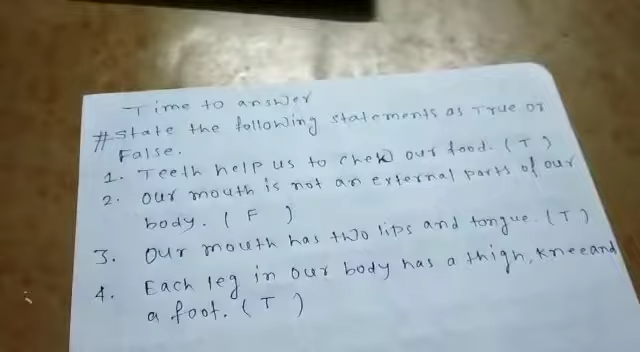 Time to answer
# state the following statements as True or
False.
1. Teeth help us to chew our food. (T)
2. Our mouth is not an external parts of our
body. ( F )
3. Our mouth has two lips and tongue. (T)
4. Each leg in our body has a thigh, knee and
a foot. ( T )